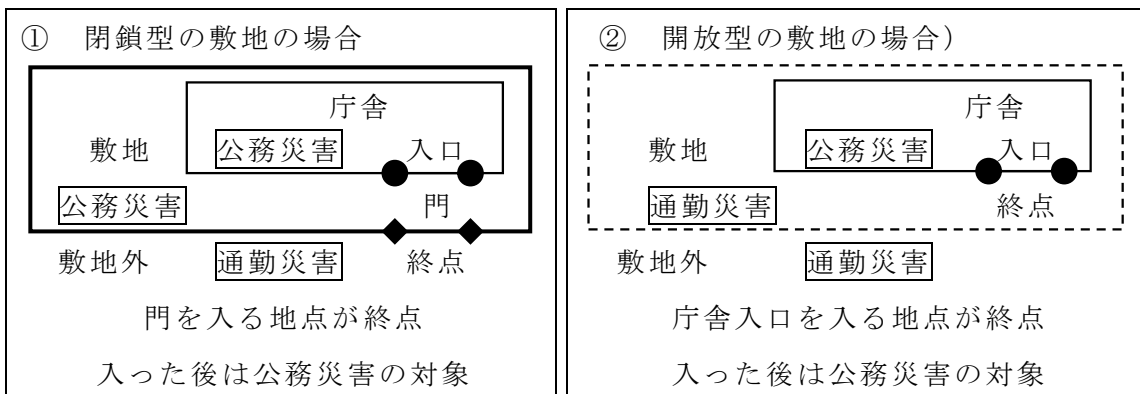 ① 閉鎖型の敷地の場合
庁舎
敷地 公務災害 入口
公務災害 門
敷地外 通勤災害 終点
門を入る地点が終点
入った後は公務災害の対象
② 開放型の敷地の場合)
庁舎
敷地 公務災害 入口
通勤災害 終点
敷地外 通勤災害
庁舎入口を入る地点が終点
入った後は公務災害の対象